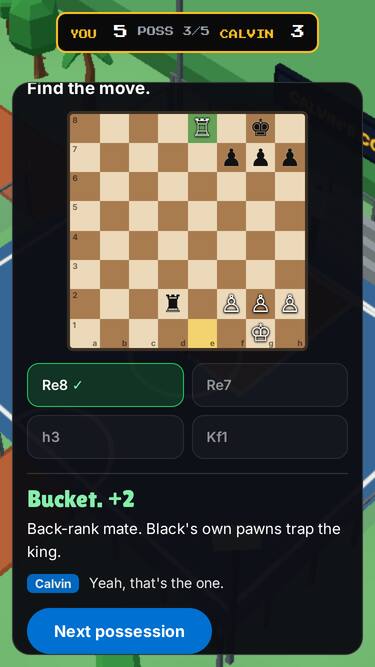 YOU 5 POSS 3/5 CALVIN 3
Find the move.
8
7
6
5
4
3
2
1
a b c d e f g h
Re8 ✓ Re7
h3 Kf1
Bucket. +2
Back-rank mate. Black's own pawns trap the
king.
Calvin Yeah, that's the one.
Next possession